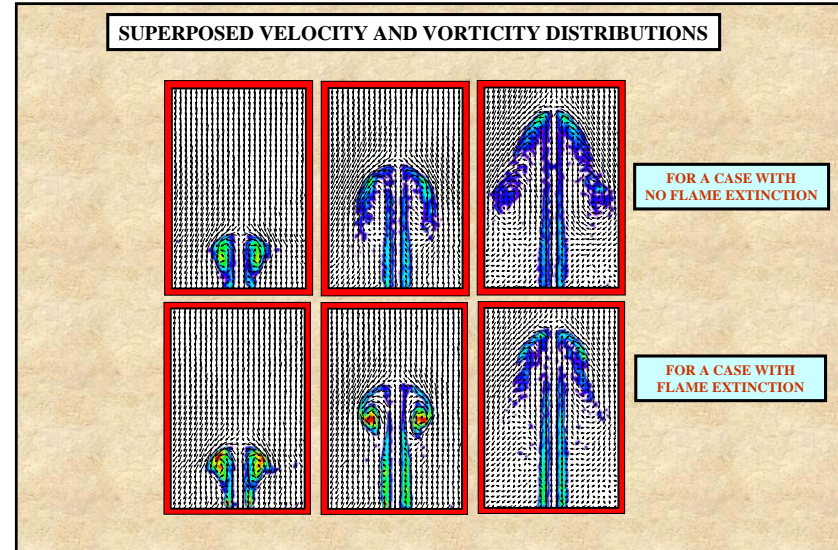 SUPERPOSED VELOCITY AND VORTICITY DISTRIBUTIONS
FOR A CASE WITH
NO FLAME EXTINCTION
FOR A CASE WITH
FLAME EXTINCTION